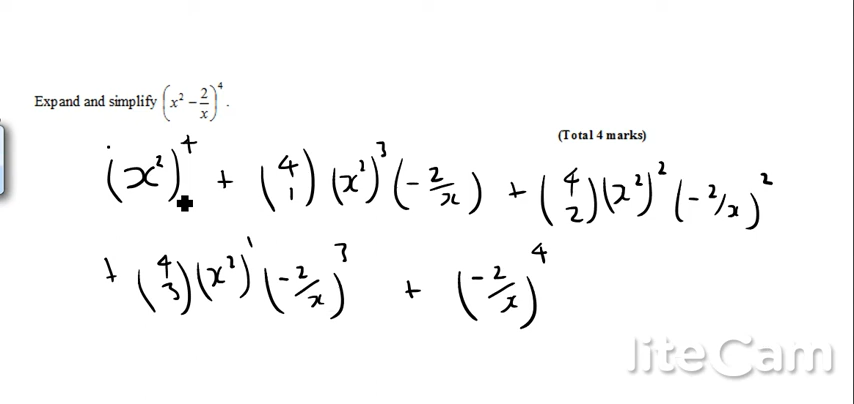 Expand and simplify (x² − 2/x)⁴.
(Total 4 marks)
(x²)⁴ + (4 1)(x²)³(−2/x) + (4 2)(x²)²(−2/x)²
+ (4 3)(x²)¹(−2/x)³ + (−2/x)⁴
liteCam